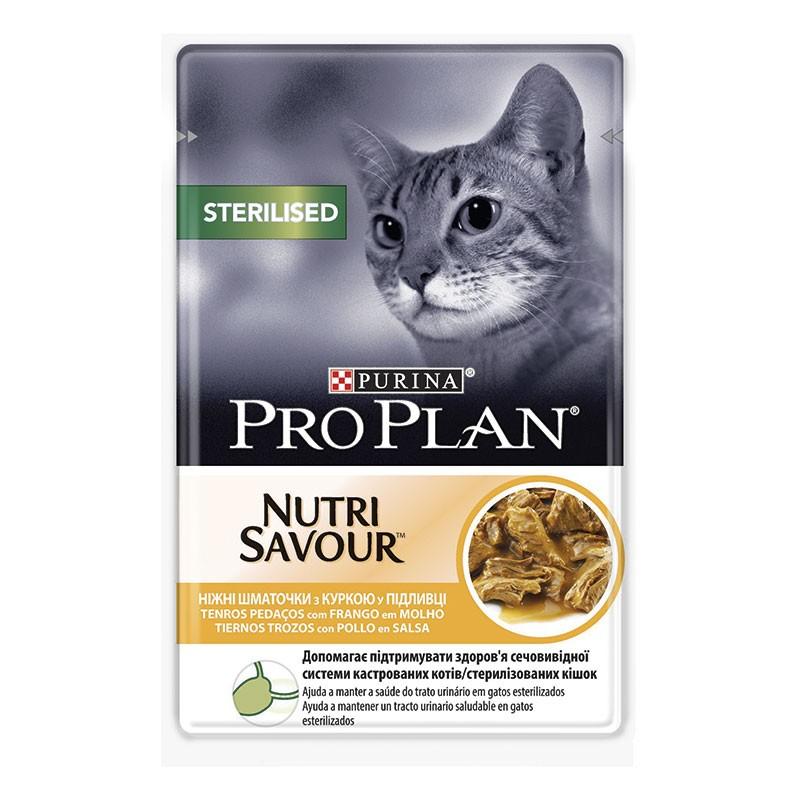 STERILISED
PURINA®
PRO PLAN®
NUTRI
SAVOUR™
НІЖНІ ШМАТОЧКИ з КУРКОЮ у ПІДЛИВЦІ
TENROS PEDAÇOS com FRANGO em MOLHO
TIERNOS TROZOS con POLLO en SALSA
Допомагає підтримувати здоров'я сечовивідної
системи кастрованих котів/стерилізованих кішок
Ajuda a manter a saúde do trato urinário em gatos esterilizados
Ayuda a mantener un tracto urinario saludable en gatos
esterilizados